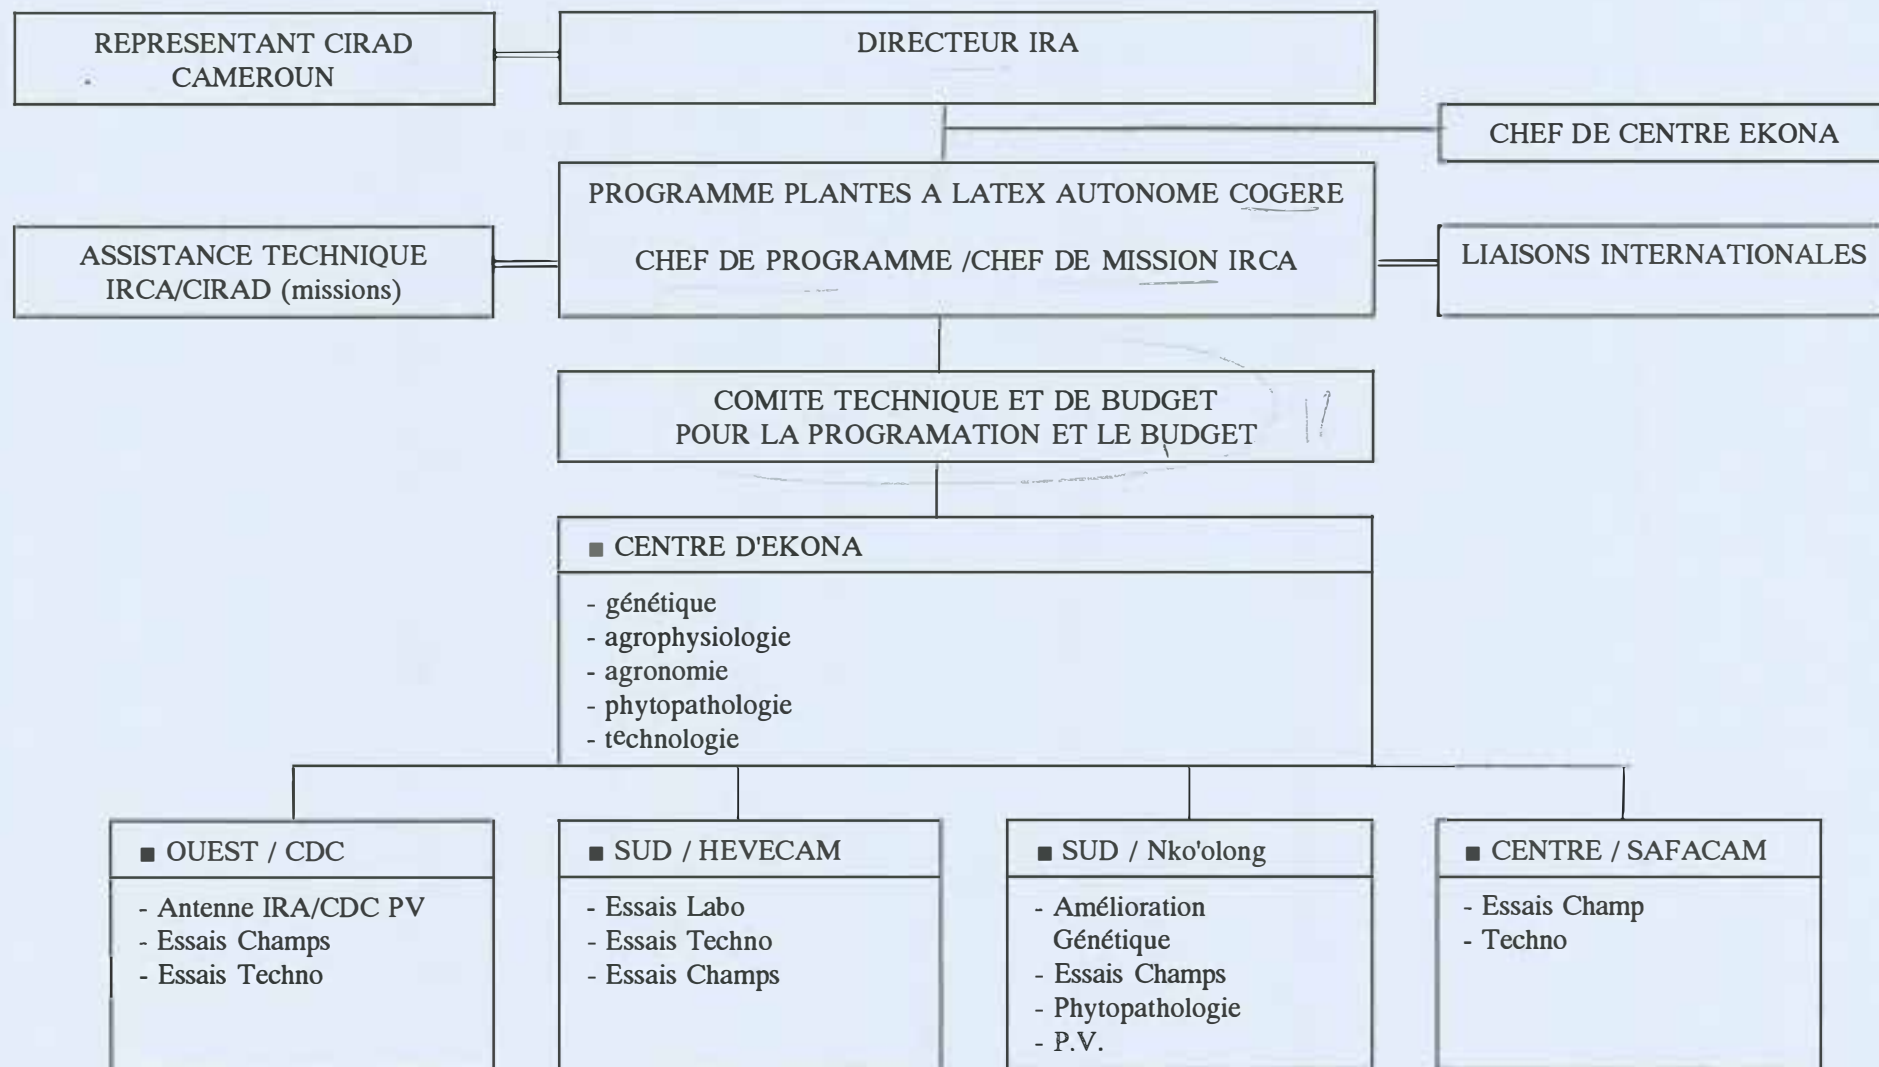 REPRESENTANT CIRAD
CAMEROUN
DIRECTEUR IRA
CHEF DE CENTRE EKONA
PROGRAMME PLANTES A LATEX AUTONOME COGERE
CHEF DE PROGRAMME /CHEF DE MISSION IRCA
ASSISTANCE TECHNIQUE
IRCA/CIRAD (missions)
LIAISONS INTERNATIONALES
COMITE TECHNIQUE ET DE BUDGET
POUR LA PROGRAMATION ET LE BUDGET
■ CENTRE D'EKONA
- génétique
- agrophysiologie
- agronomie
- phytopathologie
- technologie
■ OUEST / CDC
- Antenne IRA/CDC PV
- Essais Champs
- Essais Techno
■ SUD / HEVECAM
- Essais Labo
- Essais Techno
- Essais Champs
■ SUD / Nko'olong
- Amélioration
Génétique
- Essais Champs
- Phytopathologie
- P.V.
■ CENTRE / SAFACAM
- Essais Champ
- Techno